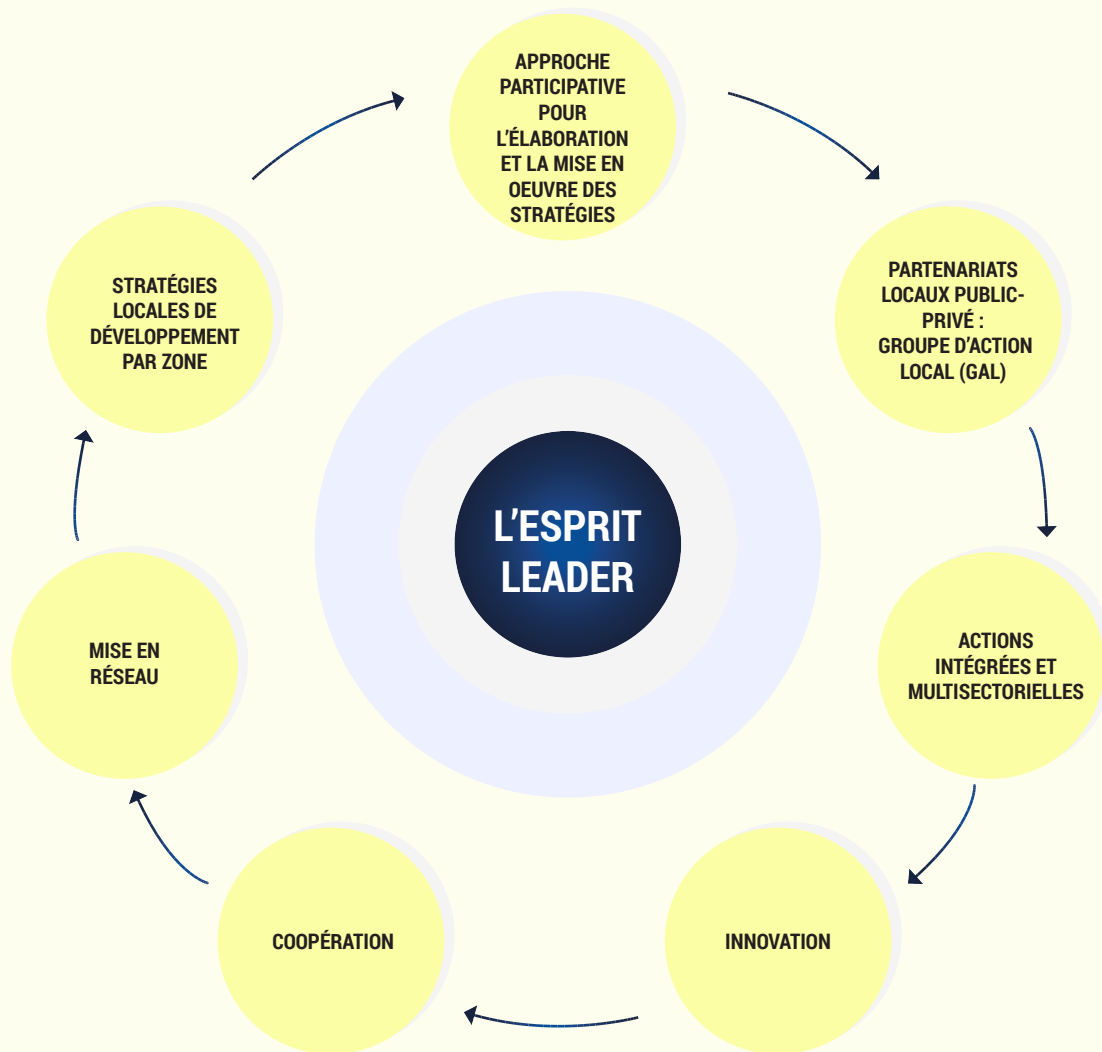 APPROCHE
PARTICIPATIVE
POUR
L'ÉLABORATION
ET LA MISE EN
OEUVRE DES
STRATÉGIES
PARTENARIATS
LOCAUX PUBLIC-
PRIVÉ :
GROUPE D'ACTION
LOCAL (GAL)
ACTIONS
INTÉGRÉES ET
MULTISECTORIELLES
INNOVATION
COOPÉRATION
MISE EN
RÉSEAU
STRATÉGIES
LOCALES DE
DÉVELOPPEMENT
PAR ZONE
L'ESPRIT
LEADER